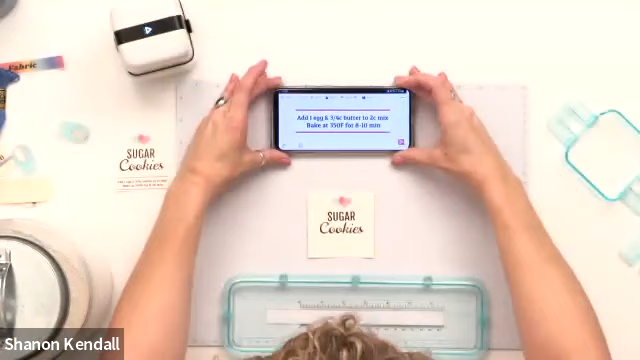 Fabric
Add 1 egg & 3/4c butter to 2c mix
Bake at 350F for 8-10 min
SUGAR
Cookies
SUGAR
Cookies
Shanon Kendall